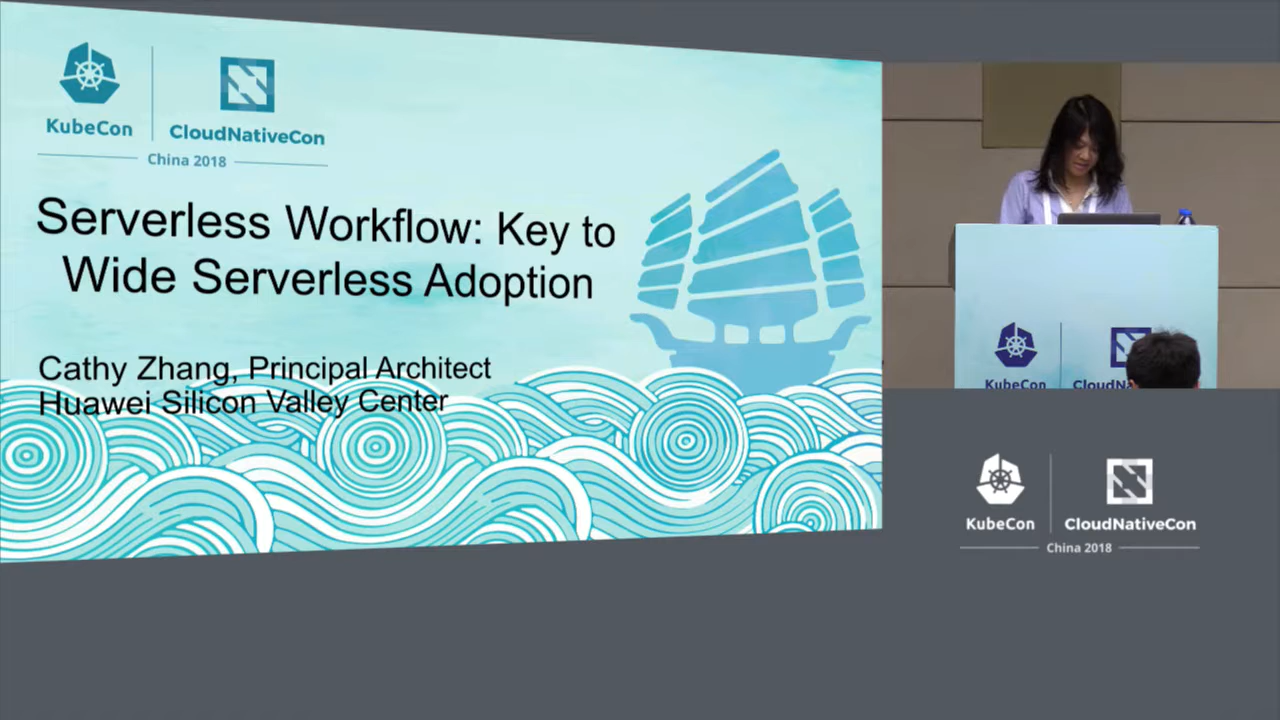 KubeCon
CloudNativeCon
China 2018
Serverless Workflow: Key to
Wide Serverless Adoption
Cathy Zhang, Principal Architect
Huawei Silicon Valley Center
KubeCon
KubeCon
CloudNativeCon
China 2018